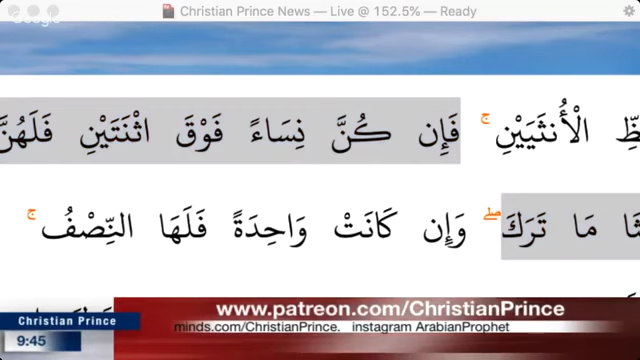 Christian Prince News — Live @ 152.5% — Ready
Google
الْأُنثَيَيْنِ ۚ فَإِن كُنَّ نِسَاءً فَوْقَ اثْنَتَيْنِ فَلَهُنَّ
مَا تَرَكَ ۖ وَإِن كَانَتْ وَاحِدَةً فَلَهَا النِّصْفُ ۚ
www.patreon.com/ChristianPrince
Christian Prince
minds.com/ChristianPrince. instagram ArabianProphet
9:45